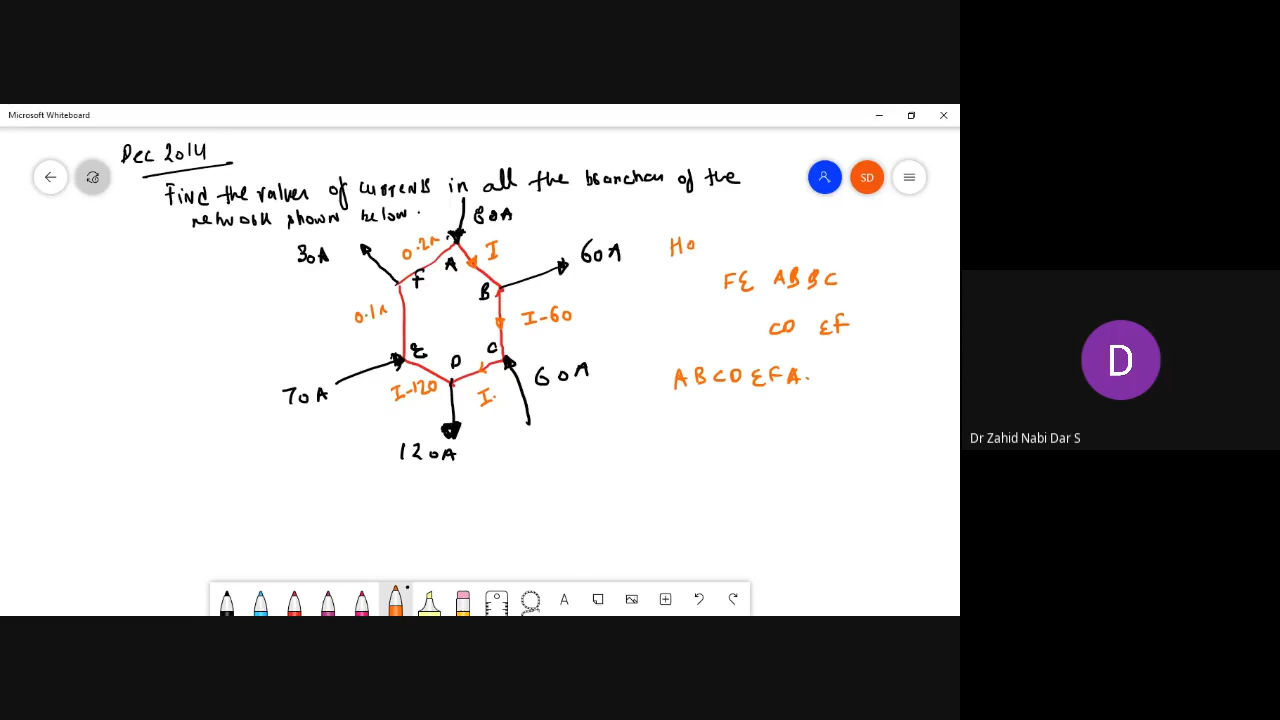 Microsoft Whiteboard
Dec 2014
Find the values of currents in all the branches of the
network shown below.
SD
80A
30A
0.2Ω
I
60A
A
F
B
0.1Ω
I-60
E
D
C
60A
70A
I-120
I
120A
Ho
FE AB BC
CD EF
ABCDEFA.
D
Dr Zahid Nabi Dar S
A